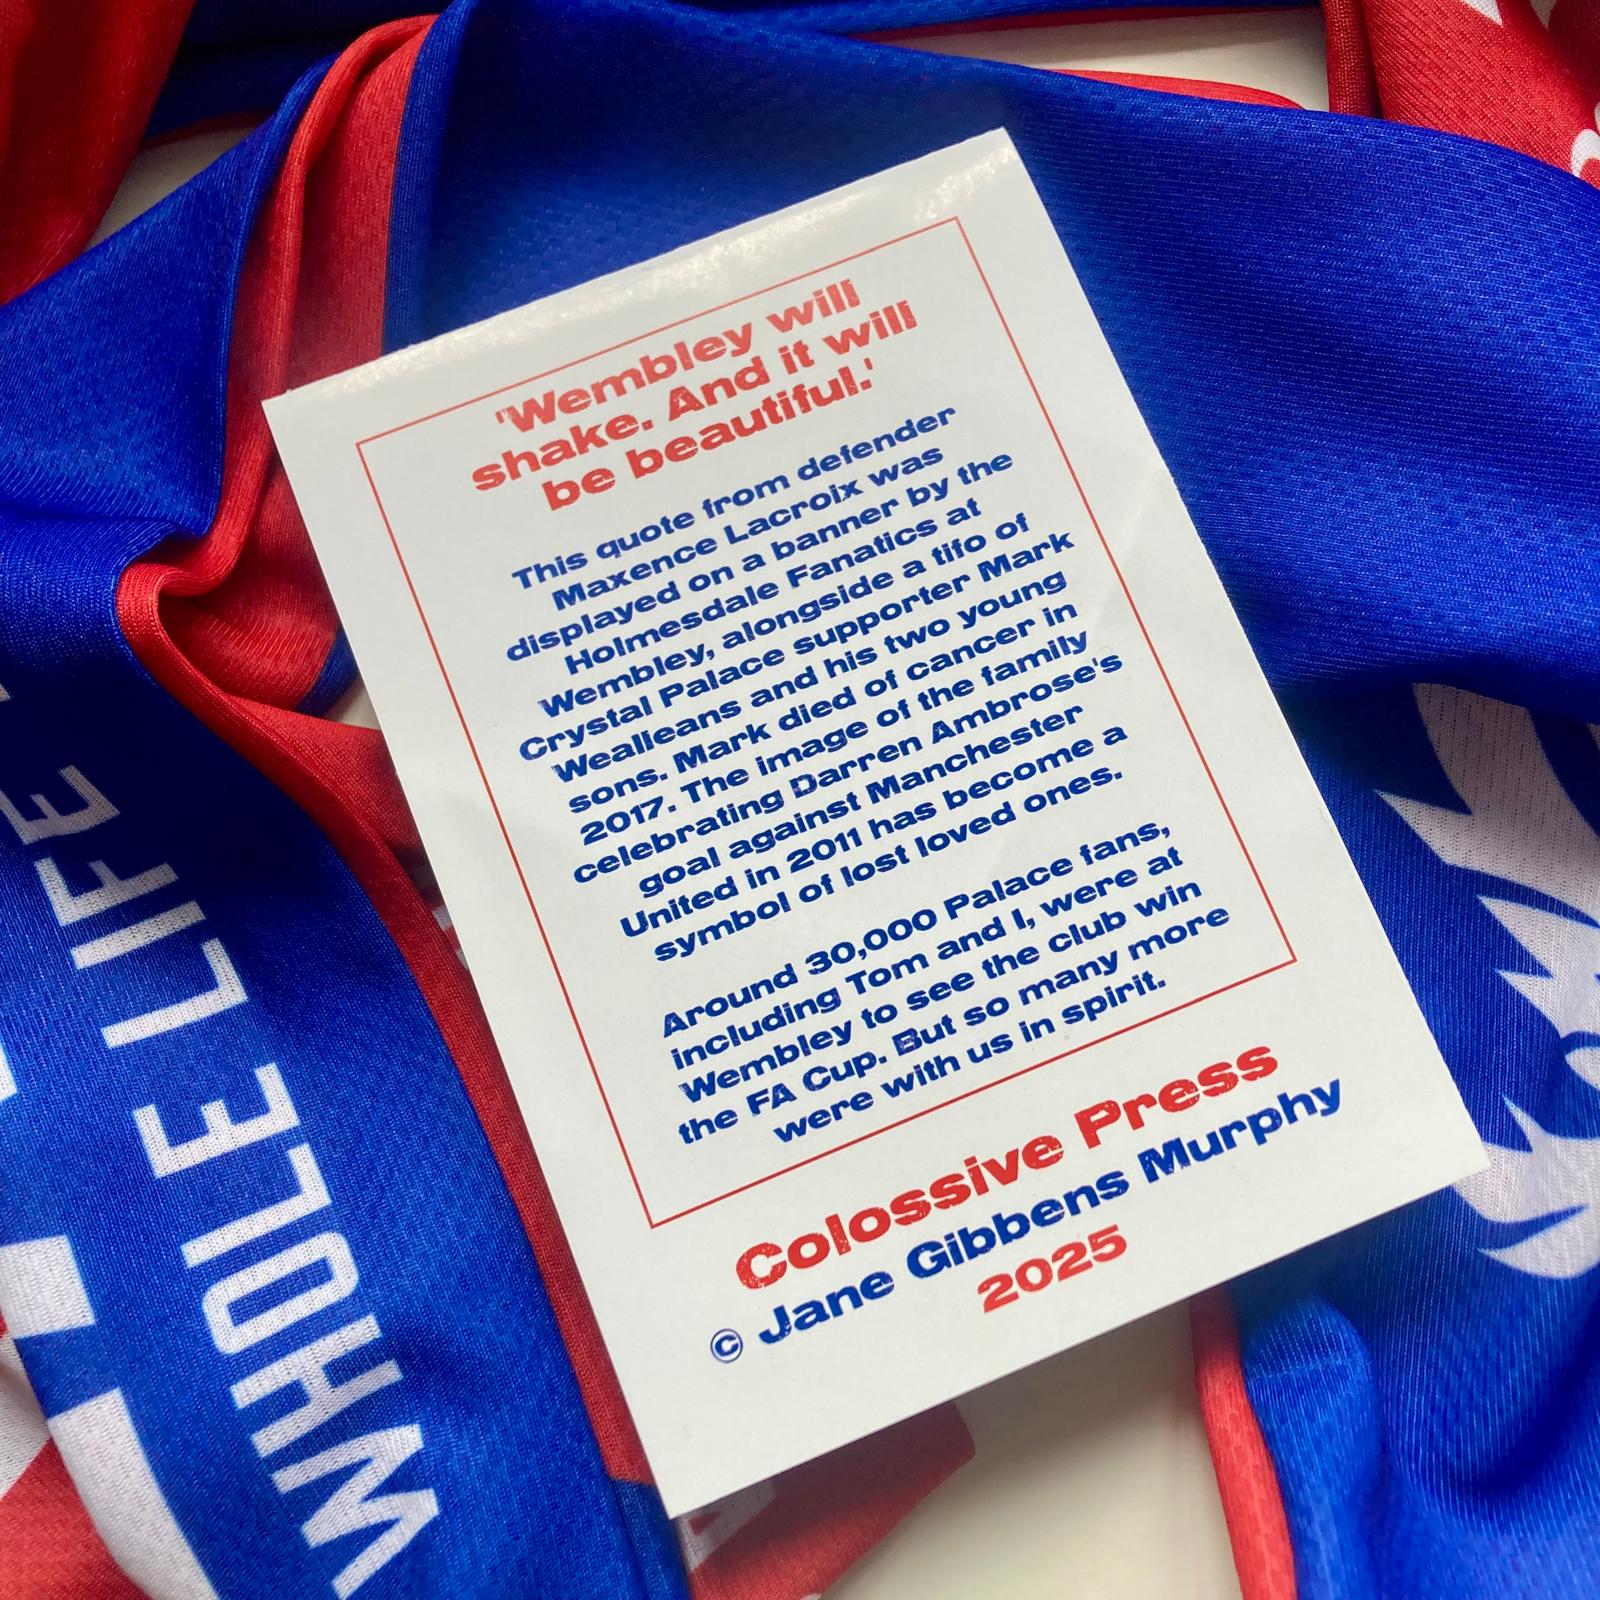 'Wembley will
shake. And it will
be beautiful.'
This quote from defender
Maxence Lacroix was
displayed on a banner by the
Holmesdale Fanatics at
Wembley, alongside a tifo of
Crystal Palace supporter Mark
Wealleans and his two young
sons. Mark died of cancer in
2017. The image of the family
celebrating Darren Ambrose's
goal against Manchester
United in 2011 has become a
symbol of lost loved ones.
Around 30,000 Palace fans,
including Tom and I, were at
Wembley to see the club win
the FA Cup. But so many more
were with us in spirit.
Colossive Press
© Jane Gibbens Murphy
2025
WHOLE LIFE